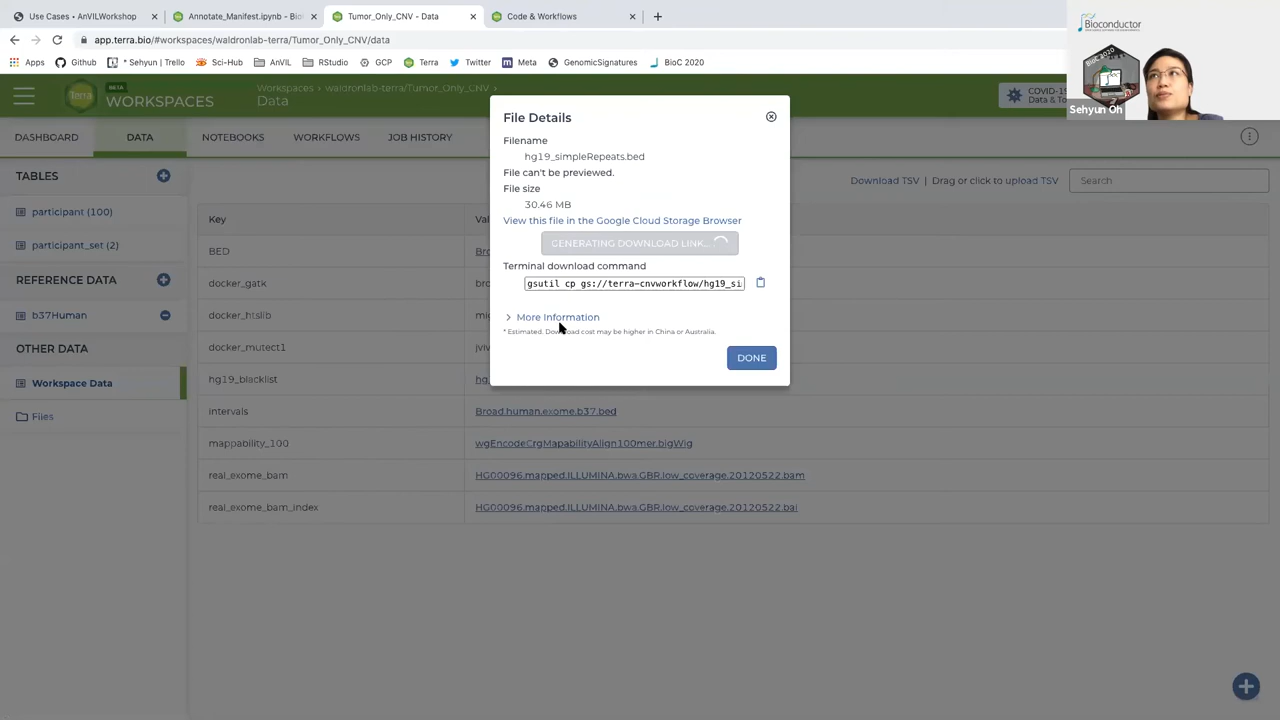 Use Cases • AnVILWorkshop
Annotate_Manifest.ipynb - Bio
Tumor_Only_CNV - Data
Code & Workflows
app.terra.bio/#workspaces/waldronlab-terra/Tumor_Only_CNV/data
Apps
Github
* Sehyun | Trello
Sci-Hub
AnVIL
RStudio
GCP
Terra
Twitter
Meta
GenomicSignatures
BioC 2020
Bioconductor
Sehyun Oh
Terra
BETA
WORKSPACES
Workspaces > waldronlab-terra/Tumor_Only_CNV >
Data
COVID-19
Data & To
DASHBOARD
DATA
NOTEBOOKS
WORKFLOWS
JOB HISTORY
TABLES
participant (100)
participant_set (2)
REFERENCE DATA
b37Human
OTHER DATA
Workspace Data
Files
Download TSV | Drag or click to upload TSV
Search
Key
BED
docker_gatk
docker_htslib
docker_mutect1
hg19_blacklist
intervals
Broad.human.exome.b37.bed
mappability_100
wgEncodeCrgMapabilityAlign100mer.bigWig
real_exome_bam
HG00096.mapped.ILLUMINA.bwa.GBR.low_coverage.20120522.bam
real_exome_bam_index
HG00096.mapped.ILLUMINA.bwa.GBR.low_coverage.20120522.bai
File Details
Filename
hg19_simpleRepeats.bed
File can't be previewed.
File size
30.46 MB
View this file in the Google Cloud Storage Browser
GENERATING DOWNLOAD LINK...
Terminal download command
gsutil cp gs://terra-cnvworkflow/hg19_si
More Information
* Estimated. Download cost may be higher in China or Australia.
DONE